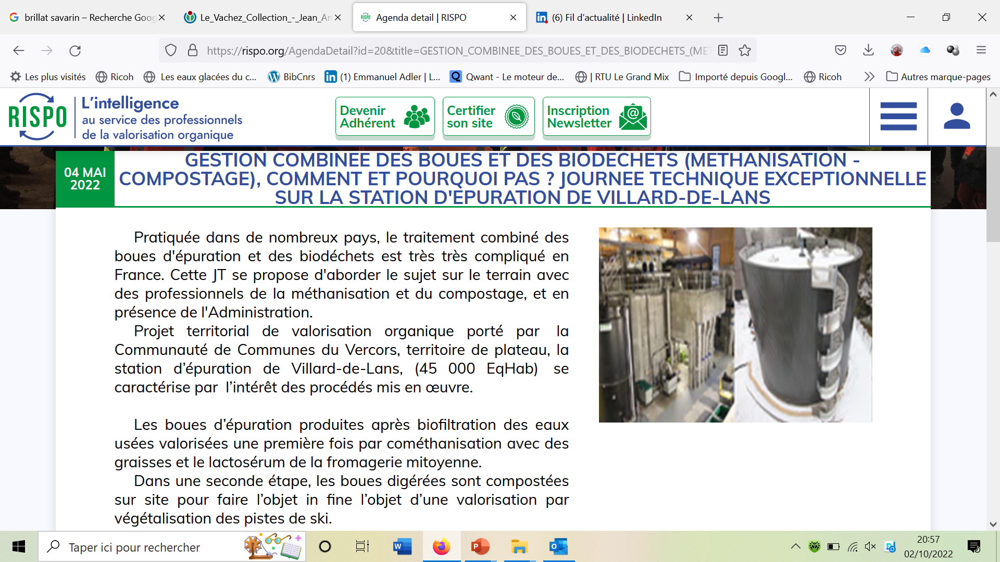 brillat savarin – Recherche Goog
Le_Vachez_Collection_-_Jean_An
Agenda detail | RISPO
(6) Fil d’actualité | LinkedIn
https://rispo.org/AgendaDetail?id=20&title=GESTION_COMBINEE_DES_BOUES_ET_DES_BIODECHETS_(MET
Les plus visités
Ricoh
Les eaux glacées du c...
BibCnrs
(1) Emmanuel Adler | L...
Qwant - Le moteur de...
| RTU Le Grand Mix
Importé depuis Googl...
Ricoh
Autres marque-pages
RISPO
L’intelligence
au service des professionnels
de la valorisation organique
Devenir
Adhérent
Certifier
son site
Inscription
Newsletter
04 MAI
2022
GESTION COMBINEE DES BOUES ET DES BIODECHETS (METHANISATION -
COMPOSTAGE), COMMENT ET POURQUOI PAS ? JOURNEE TECHNIQUE EXCEPTIONNELLE
SUR LA STATION D'EPURATION DE VILLARD-DE-LANS
Pratiquée dans de nombreux pays, le traitement combiné des
boues d'épuration et des biodéchets est très très compliqué en
France. Cette JT se propose d'aborder le sujet sur le terrain avec
des professionnels de la méthanisation et du compostage, et en
présence de l'Administration.
Projet territorial de valorisation organique porté par la
Communauté de Communes du Vercors, territoire de plateau, la
station d’épuration de Villard-de-Lans, (45 000 EqHab) se
caractérise par l’intérêt des procédés mis en œuvre.
Les boues d’épuration produites après biofiltration des eaux
usées valorisées une première fois par cométhanisation avec des
graisses et le lactosérum de la fromagerie mitoyenne.
Dans une seconde étape, les boues digérées sont compostées
sur site pour faire l’objet in fine l’objet d’une valorisation par
végétalisation des pistes de ski.
Taper ici pour rechercher
20:57
02/10/2022